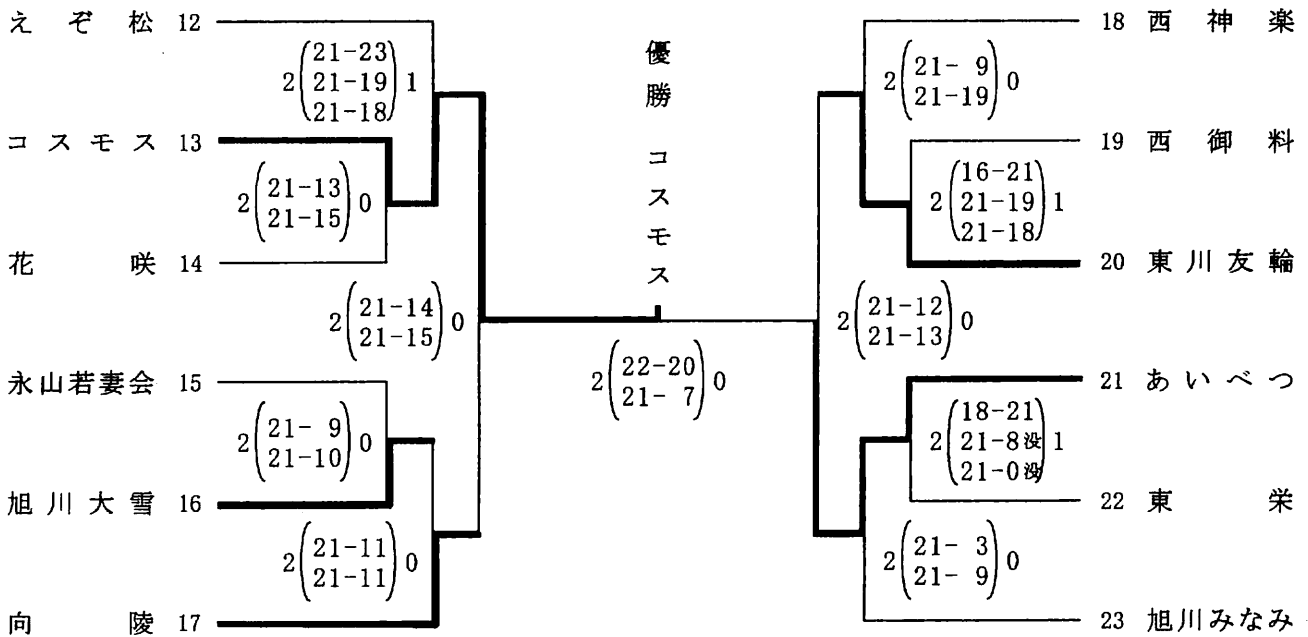 えぞ松 12
2(21-23 21-19 21-18)1
コスモス 13
2(21-13 21-15)0
花咲 14
2(21-14 21-15)0
永山若妻会 15
2(21- 9 21-10)0
旭川大雪 16
2(21-11 21-11)0
向陵 17
優勝 コスモス
2(22-20 21- 7)0
18 西神楽
2(21- 9 21-19)0
19 西御料
2(16-21 21-19 21-18)1
20 東川友輪
2(21-12 21-13)0
21 あいべつ
2(18-21 21-8没 21-0没)1
22 東栄
2(21- 3 21- 9)0
23 旭川みなみ